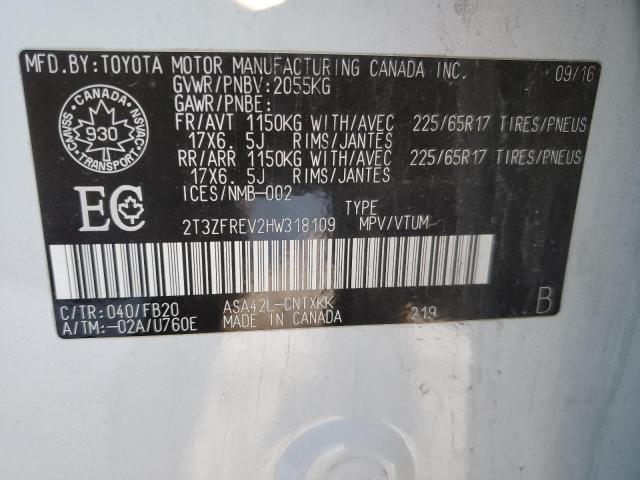 MFD.BY:TOYOTA MOTOR MANUFACTURING CANADA INC. 09/16
GVWR/PNBV:2055KG
GAWR/PNBE:
FR/AVT 1150KG WITH/AVEC 225/65R17 TIRES/PNEUS
17X6.5J RIMS/JANTES
RR/ARR 1150KG WITH/AVEC 225/65R17 TIRES/PNEUS
17X6.5J RIMS/JANTES
ICES/NMB-002
CANADA
CMVSS NSVAC
930
TRANSPORT
EC
TYPE
2T3ZFREV2HW318109 MPV/VTUM
C/TR:040/FB20 ASA42L-CNTXKK 219 B
A/TM:-02A/U760E MADE IN CANADA